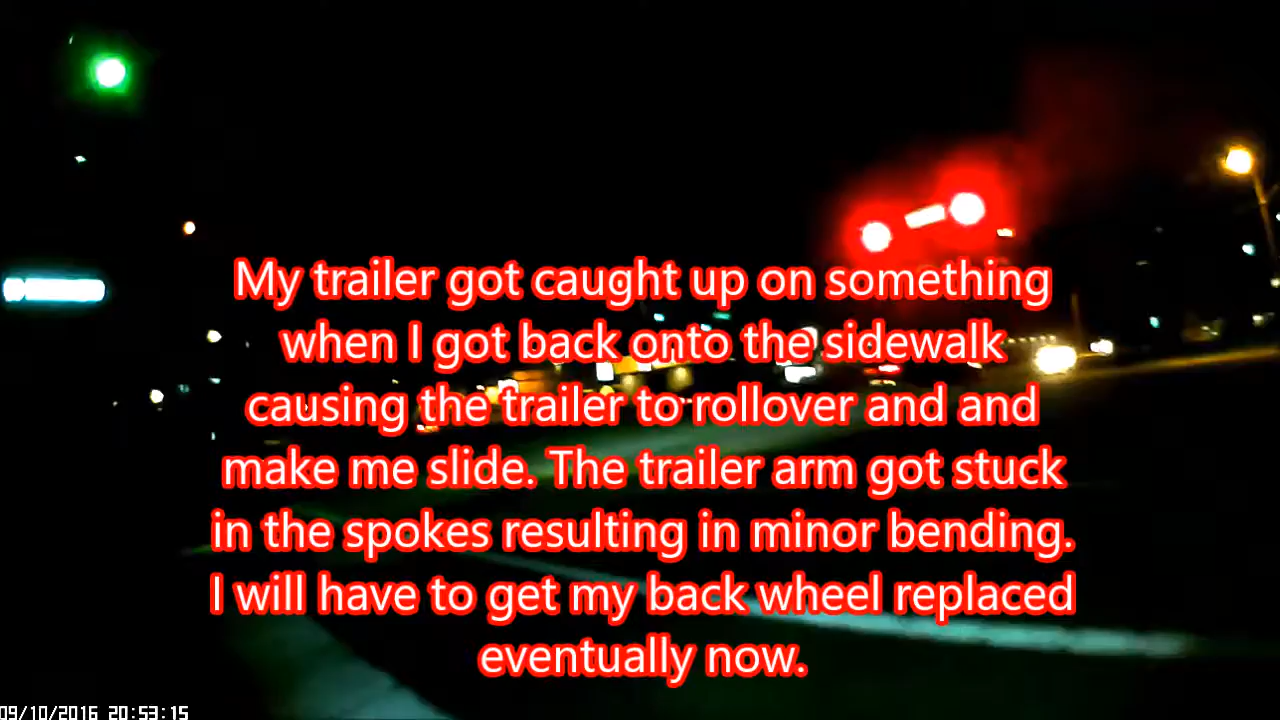 My trailer got caught up on something
when I got back onto the sidewalk
causing the trailer to rollover and and
make me slide. The trailer arm got stuck
in the spokes resulting in minor bending.
I will have to get my back wheel replaced
eventually now.
09/10/2016 20:53:15